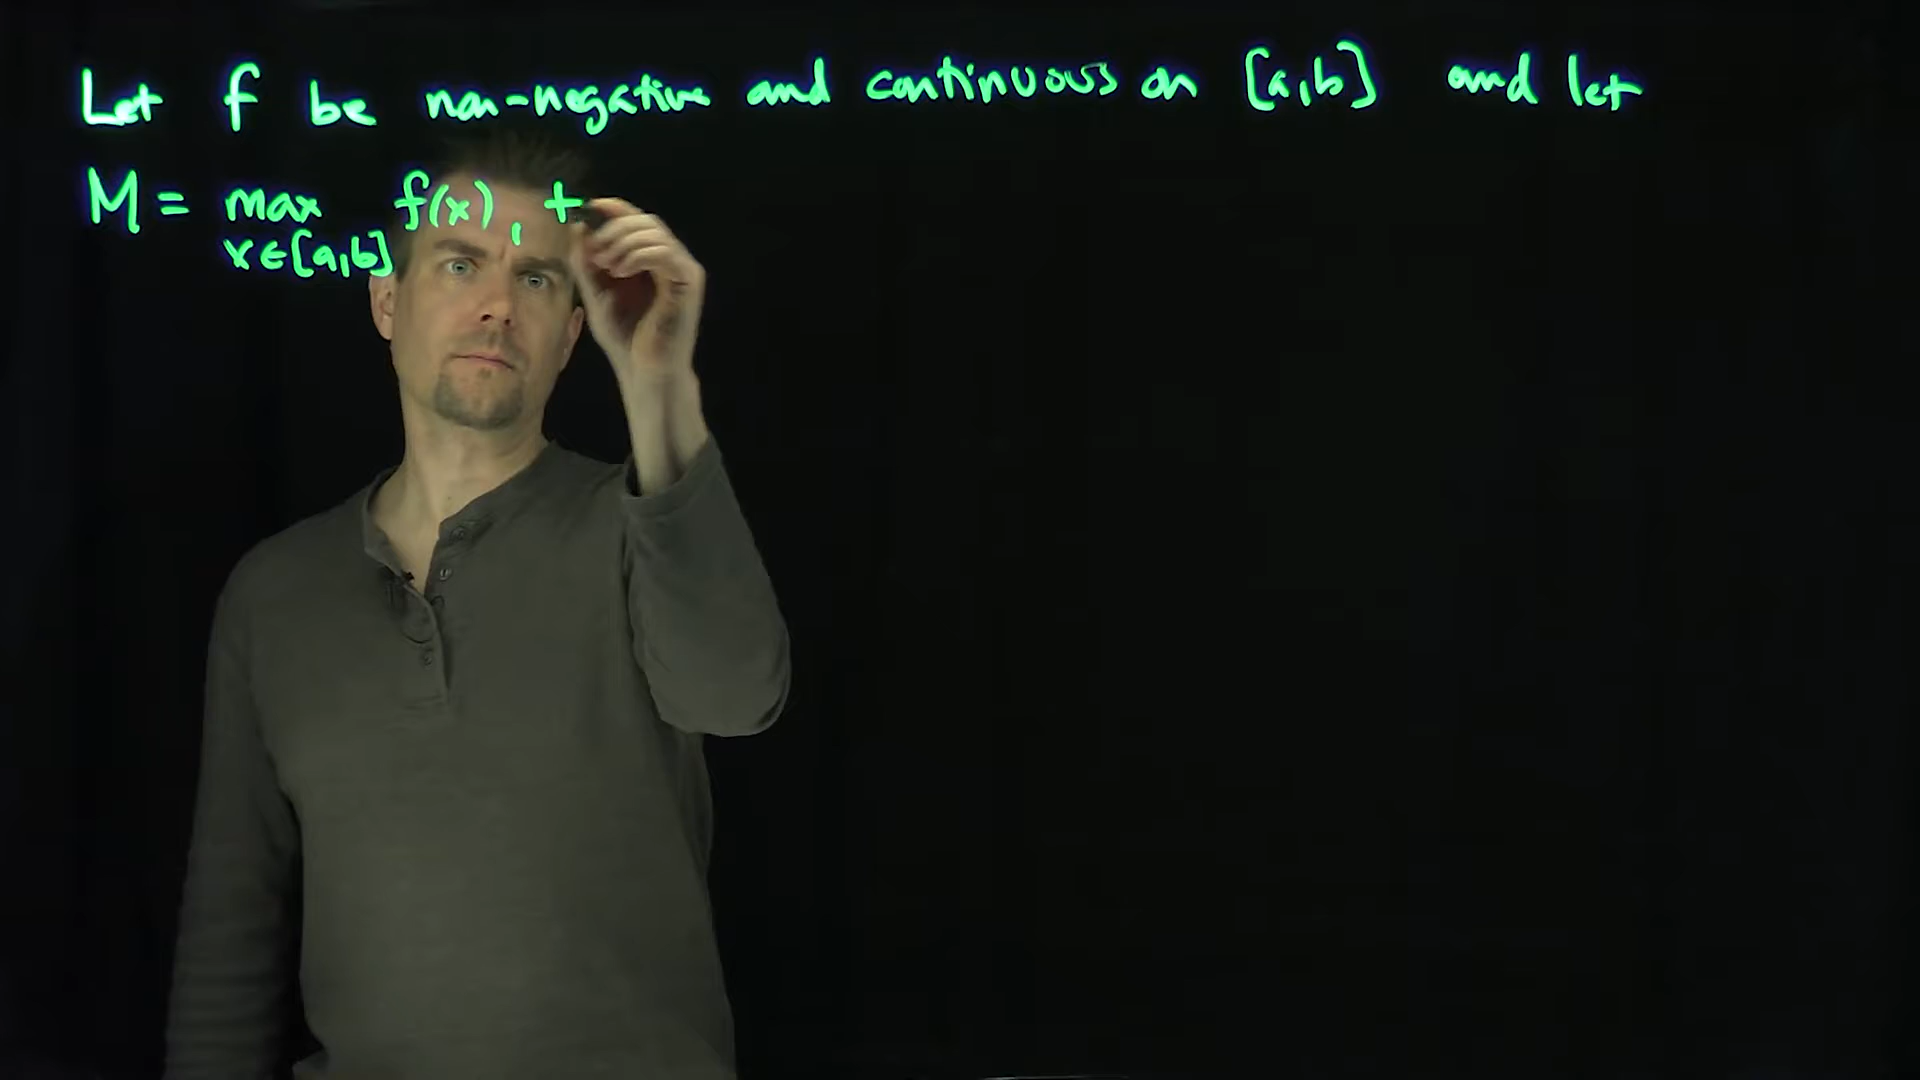 Let f be non-negative and continuous on [a,b] and let
M = max f(x), t
x∈[a,b]